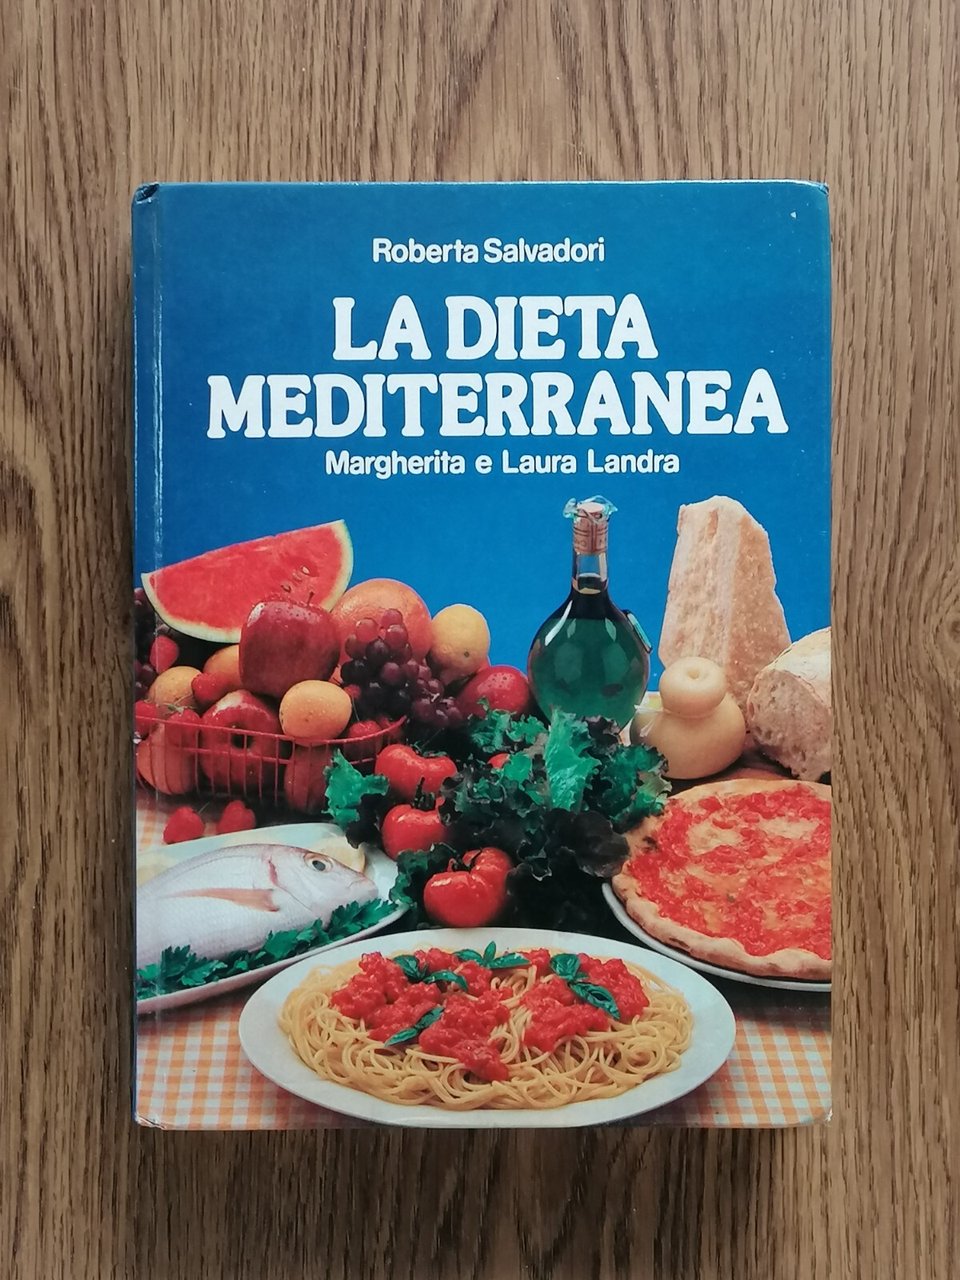 Roberta Salvadori
LA DIETA
MEDITERRANEA
Margherita e Laura Landra